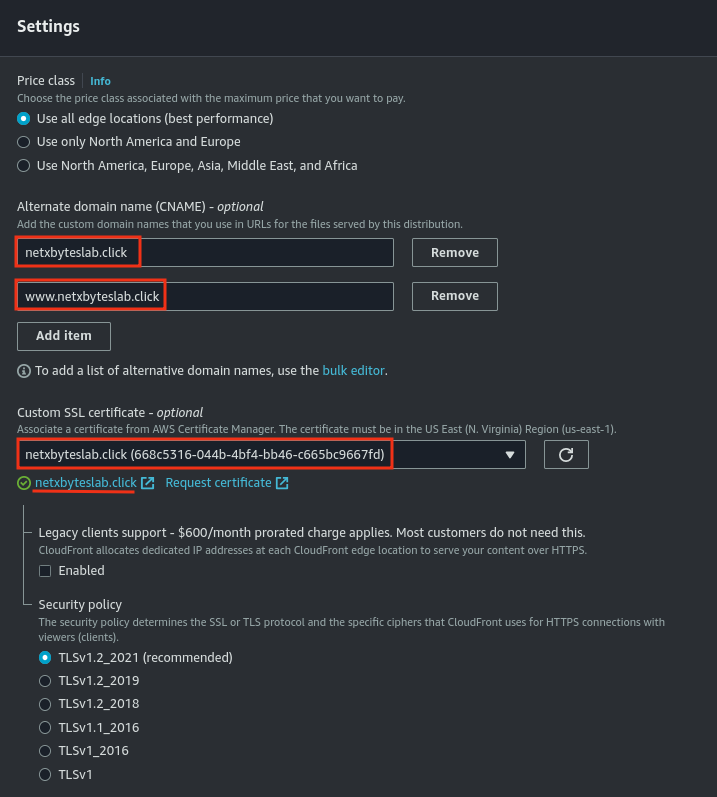 Settings
Price class Info
Choose the price class associated with the maximum price that you want to pay.
Use all edge locations (best performance)
Use only North America and Europe
Use North America, Europe, Asia, Middle East, and Africa
Alternate domain name (CNAME) - optional
Add the custom domain names that you use in URLs for the files served by this distribution.
netxbyteslab.click Remove
www.netxbyteslab.click Remove
Add item
To add a list of alternative domain names, use the bulk editor.
Custom SSL certificate - optional
Associate a certificate from AWS Certificate Manager. The certificate must be in the US East (N. Virginia) Region (us-east-1).
netxbyteslab.click (668c5316-044b-4bf4-bb46-c665bc9667fd)
netxbyteslab.click Request certificate
Legacy clients support - $600/month prorated charge applies. Most customers do not need this.
CloudFront allocates dedicated IP addresses at each CloudFront edge location to serve your content over HTTPS.
Enabled
Security policy
The security policy determines the SSL or TLS protocol and the specific ciphers that CloudFront uses for HTTPS connections with
viewers (clients).
TLSv1.2_2021 (recommended)
TLSv1.2_2019
TLSv1.2_2018
TLSv1.1_2016
TLSv1_2016
TLSv1